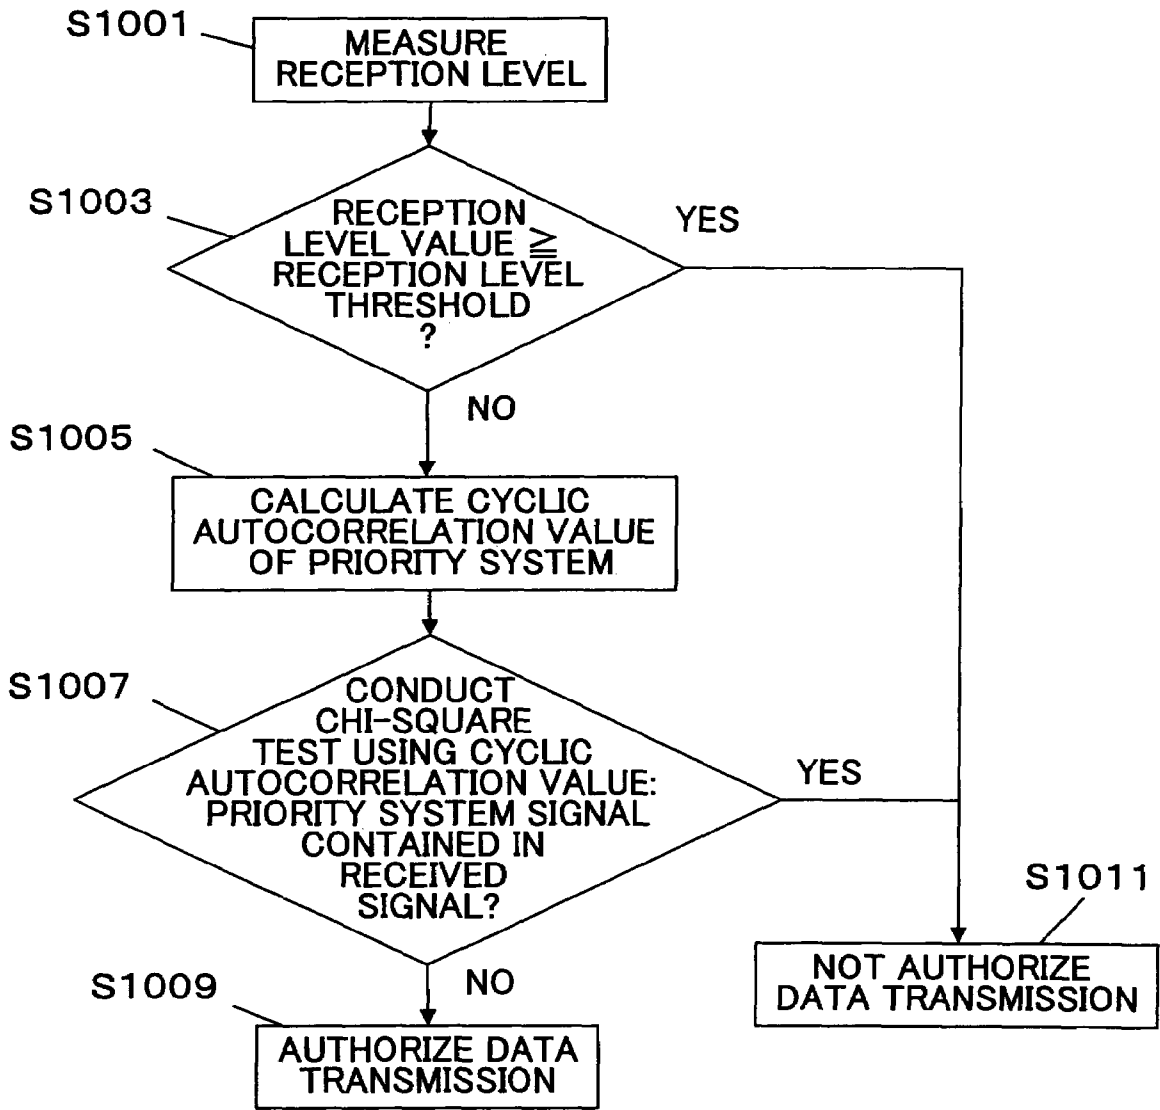 S1001
MEASURE
RECEPTION LEVEL
S1003
RECEPTION
LEVEL VALUE ≧
RECEPTION LEVEL
THRESHOLD
?
YES
NO
S1005
CALCULATE CYCLIC
AUTOCORRELATION VALUE
OF PRIORITY SYSTEM
S1007
CONDUCT
CHI-SQUARE
TEST USING CYCLIC
AUTOCORRELATION VALUE:
PRIORITY SYSTEM SIGNAL
CONTAINED IN
RECEIVED
SIGNAL?
YES
NO
S1009
AUTHORIZE DATA
TRANSMISSION
S1011
NOT AUTHORIZE
DATA TRANSMISSION